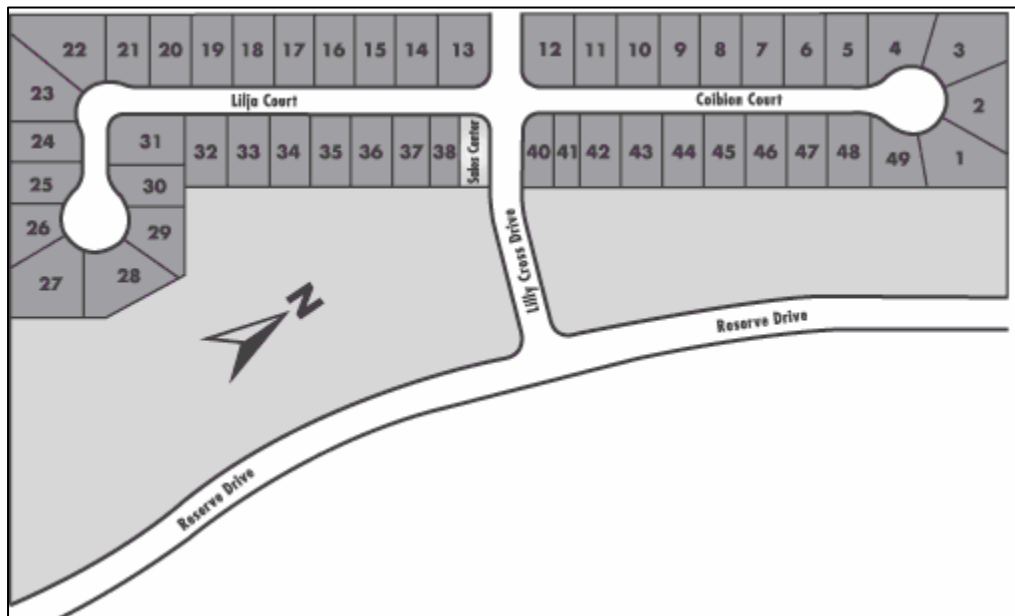 22 21 20 19 18 17 16 15 14 13 12 11 10 9 8 7 6 5 4 3
23
Lilja Court
Colbion Court
2
24 31 32 33 34 35 36 37 38 Sales Center 40 41 42 43 44 45 46 47 48 49 1
25 30
26 29
27 28
Lilly Cross Drive
N
Reserve Drive
Reserve Drive